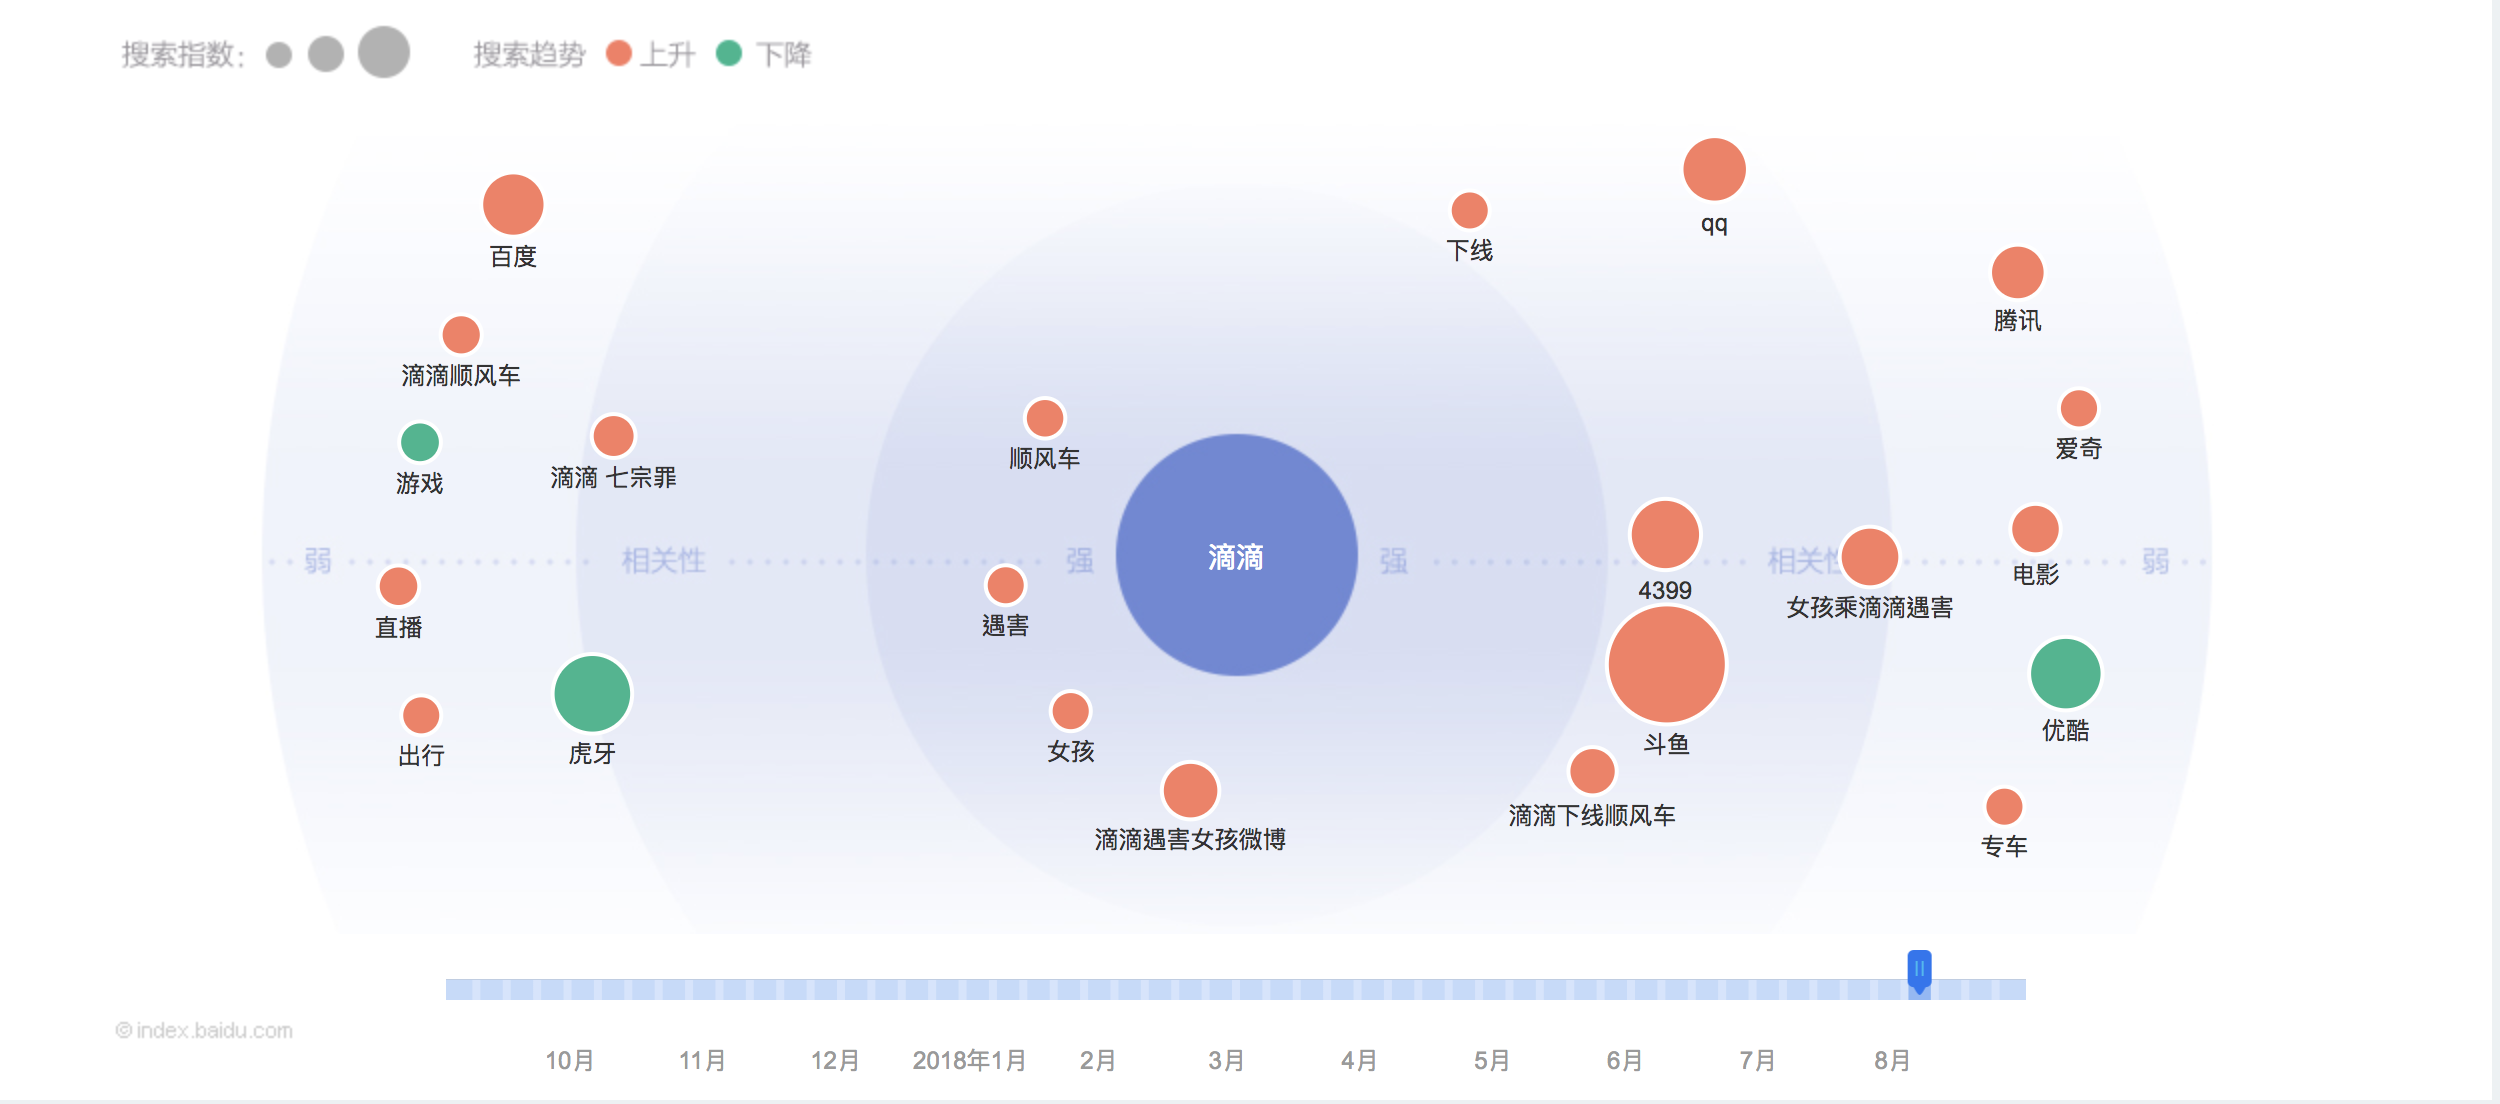 搜索指数：
搜索趋势 上升 下降
qq
百度
下线
腾讯
滴滴顺风车
爱奇
顺风车
滴滴 七宗罪
游戏
弱 相关性 强 滴滴 强 相关性 弱
电影
4399
女孩乘滴滴遇害
直播
遇害
优酷
斗鱼
女孩
虎牙
出行
滴滴下线顺风车
滴滴遇害女孩微博
专车
© index.baidu.com
10月 11月 12月 2018年1月 2月 3月 4月 5月 6月 7月 8月